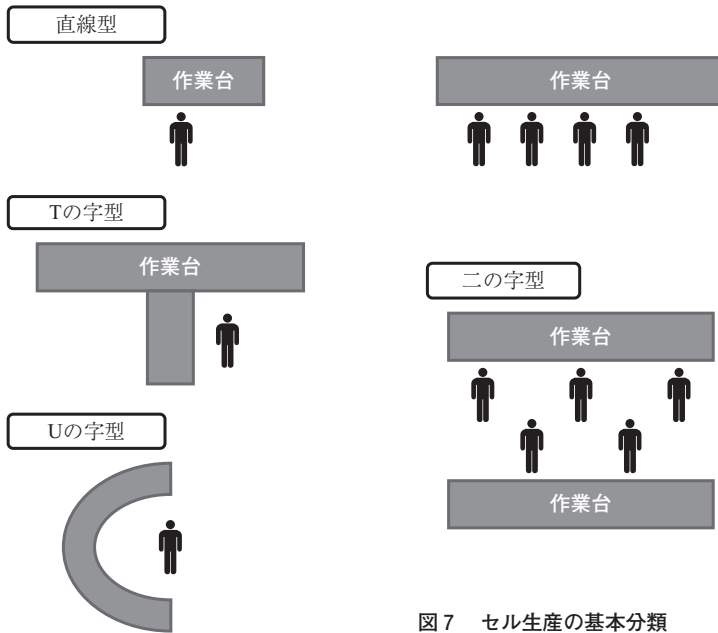 直線型
作業台
作業台
Tの字型
作業台
二の字型
作業台
Uの字型
作業台
図7 セル生産の基本分類